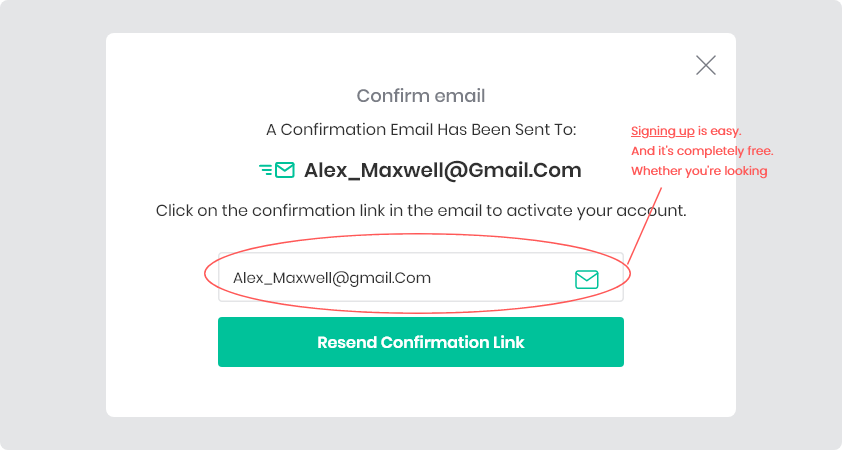 Confirm email
A Confirmation Email Has Been Sent To:
Signing up is easy.
And it's completely free.
Whether you're looking
Alex_Maxwell@Gmail.Com
Click on the confirmation link in the email to activate your account.
Alex_Maxwell@gmail.Com
Resend Confirmation Link